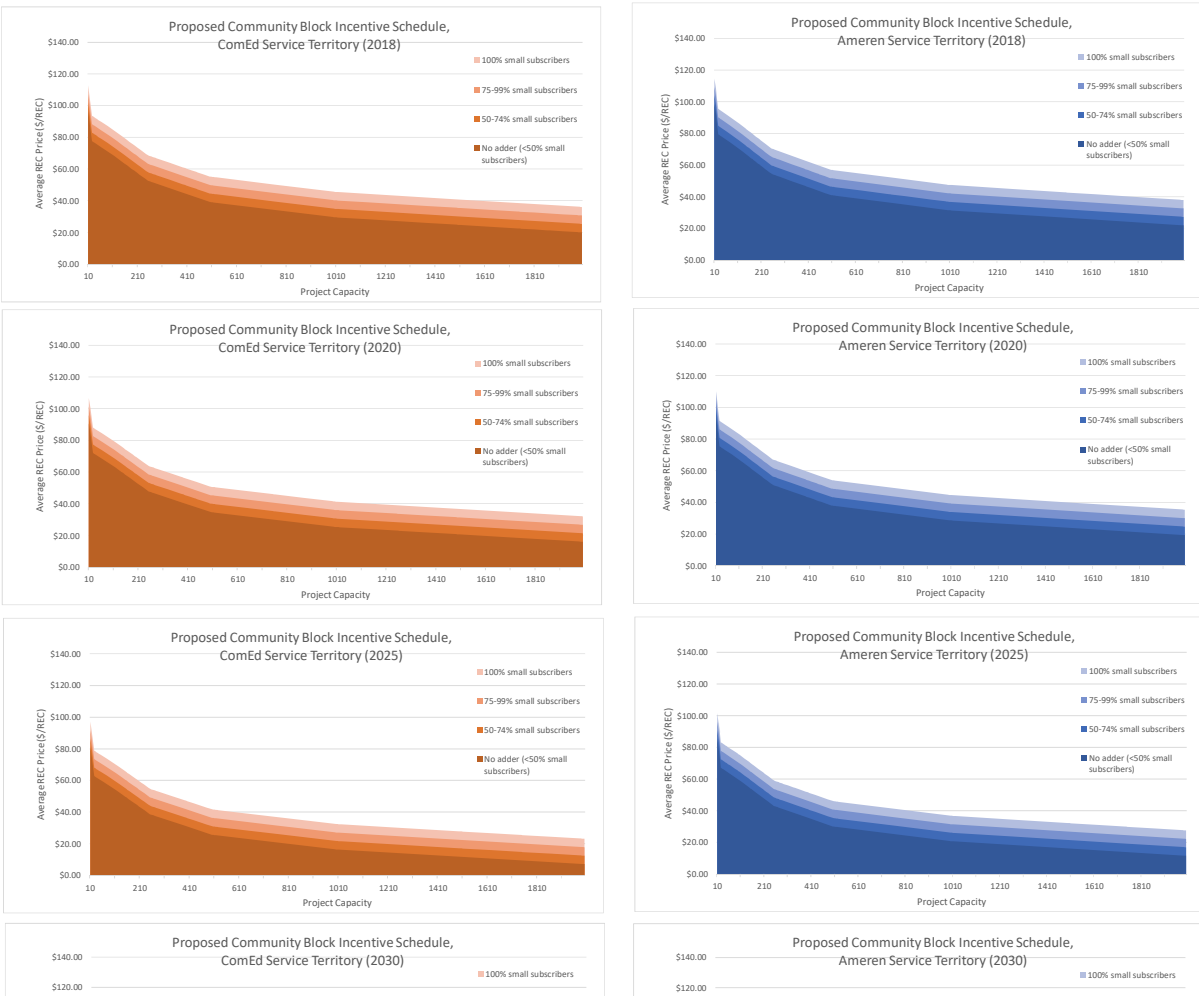 Proposed Community Block Incentive Schedule,
ComEd Service Territory (2018)
$140.00
$120.00
$100.00
$80.00
$60.00
$40.00
$20.00
$0.00
Average REC Price ($/REC)
100% small subscribers
75-99% small subscribers
50-74% small subscribers
No adder (<50% small
subscribers)
10 210 410 610 810 1010 1210 1410 1610 1810
Project Capacity
Proposed Community Block Incentive Schedule,
Ameren Service Territory (2018)
$140.00
$120.00
$100.00
$80.00
$60.00
$40.00
$20.00
$0.00
Average REC Price ($/REC)
100% small subscribers
75-99% small subscribers
50-74% small subscribers
No adder (<50% small
subscribers)
10 210 410 610 810 1010 1210 1410 1610 1810
Project Capacity
Proposed Community Block Incentive Schedule,
ComEd Service Territory (2020)
$140.00
$120.00
$100.00
$80.00
$60.00
$40.00
$20.00
$0.00
Average REC Price ($/REC)
100% small subscribers
75-99% small subscribers
50-74% small subscribers
No adder (<50% small
subscribers)
10 210 410 610 810 1010 1210 1410 1610 1810
Project Capacity
Proposed Community Block Incentive Schedule,
Ameren Service Territory (2020)
$140.00
$120.00
$100.00
$80.00
$60.00
$40.00
$20.00
$0.00
Average REC Price ($/REC)
100% small subscribers
75-99% small subscribers
50-74% small subscribers
No adder (<50% small
subscribers)
10 210 410 610 810 1010 1210 1410 1610 1810
Project Capacity
Proposed Community Block Incentive Schedule,
ComEd Service Territory (2025)
$140.00
$120.00
$100.00
$80.00
$60.00
$40.00
$20.00
$0.00
Average REC Price ($/REC)
100% small subscribers
75-99% small subscribers
50-74% small subscribers
No adder (<50% small
subscribers)
10 210 410 610 810 1010 1210 1410 1610 1810
Project Capacity
Proposed Community Block Incentive Schedule,
Ameren Service Territory (2025)
$140.00
$120.00
$100.00
$80.00
$60.00
$40.00
$20.00
$0.00
Average REC Price ($/REC)
100% small subscribers
75-99% small subscribers
50-74% small subscribers
No adder (<50% small
subscribers)
10 210 410 610 810 1010 1210 1410 1610 1810
Project Capacity
Proposed Community Block Incentive Schedule,
ComEd Service Territory (2030)
$140.00
$120.00
100% small subscribers
Proposed Community Block Incentive Schedule,
Ameren Service Territory (2030)
$140.00
$120.00
100% small subscribers